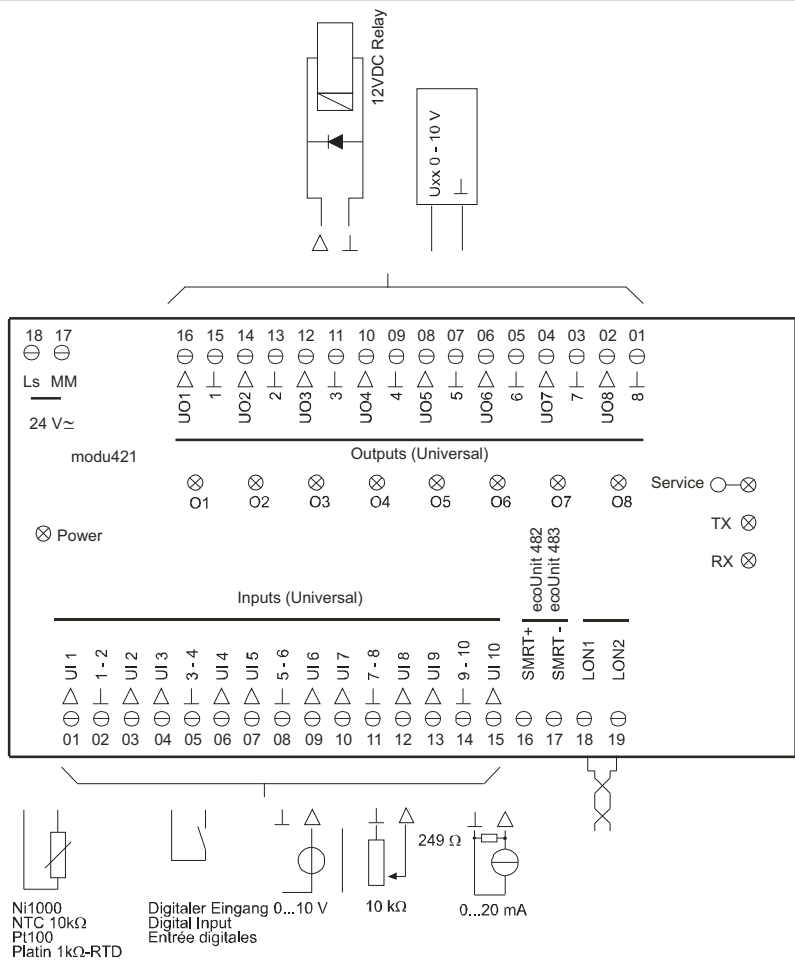 12VDC Relay
Uxx 0 - 10 V
18 17
16 15 14 13 12 11 10 09 08 07 06 05 04 03 02 01
Ls MM
UO1 1 UO2 2 UO3 3 UO4 4 UO5 5 UO6 6 UO7 7 UO8 8
24 V≂
modu421
Outputs (Universal)
O1 O2 O3 O4 O5 O6 O7 O8
Service
TX
RX
Power
ecoUnit 482
ecoUnit 483
Inputs (Universal)
UI 1 1 - 2 UI 2 UI 3 3 - 4 UI 4 UI 5 5 - 6 UI 6 UI 7 7 - 8 UI 8 UI 9 9 - 10 UI 10 SMRT+ SMRT - LON1 LON2
01 02 03 04 05 06 07 08 09 10 11 12 13 14 15 16 17 18 19
249 Ω
Ni1000
NTC 10kΩ
Pt100
Platin 1kΩ-RTD
Digitaler Eingang
Digital Input
Entrée digitales
0...10 V
10 kΩ
0...20 mA